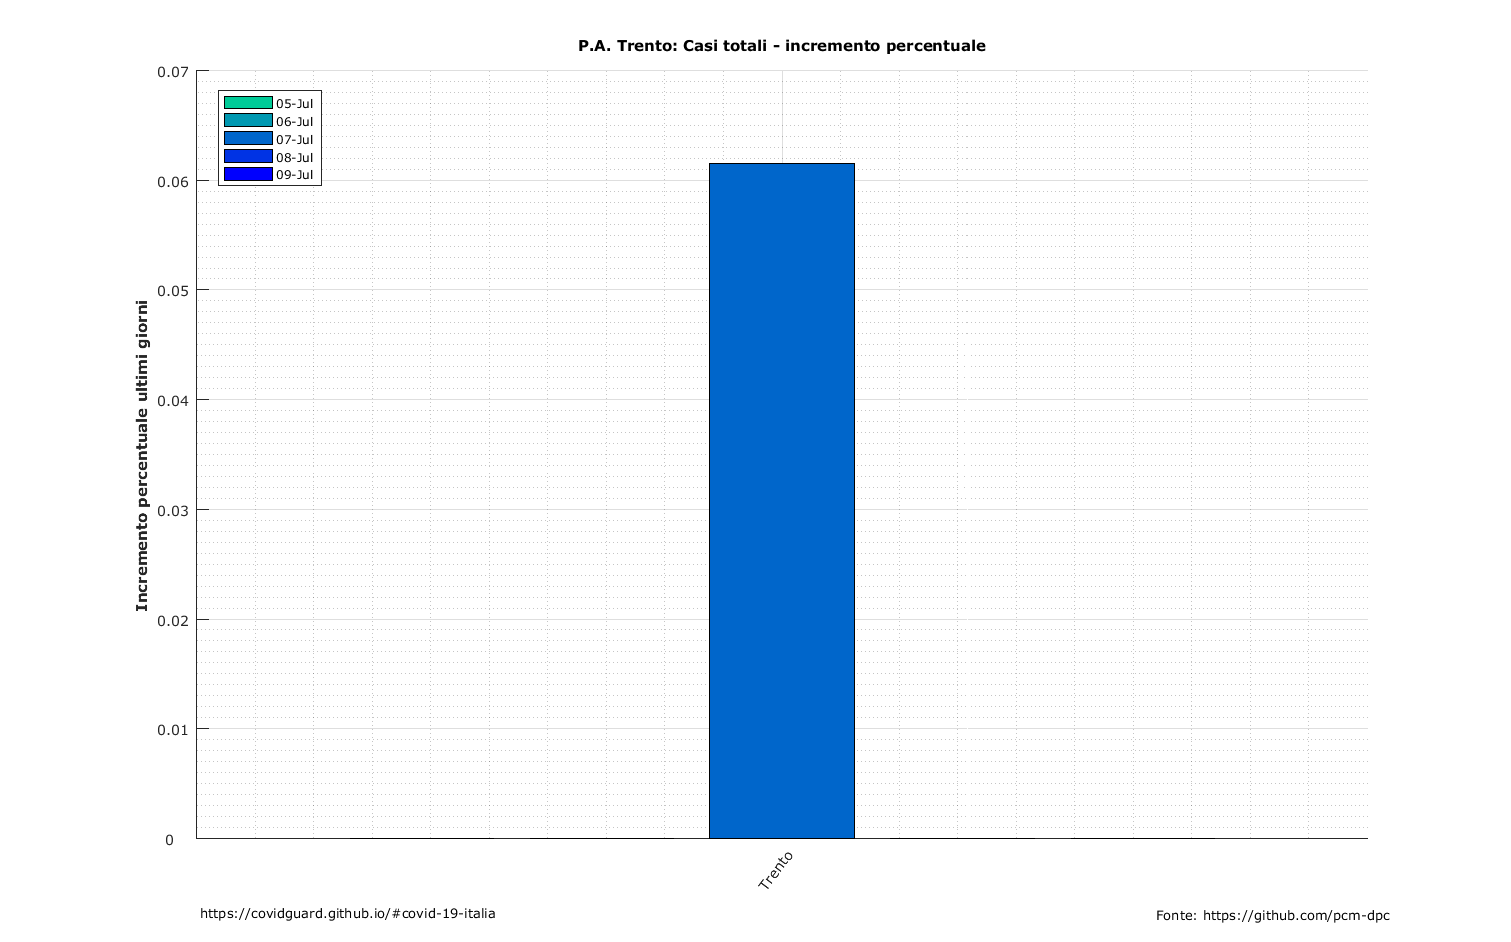 P.A. Trento: Casi totali - incremento percentuale
0.07
05-Jul
06-Jul
07-Jul
08-Jul
09-Jul
0.06
0.05
0.04
0.03
0.02
0.01
0
Incremento percentuale ultimi giorni
Trento
https://covidguard.github.io/#covid-19-italia
Fonte: https://github.com/pcm-dpc